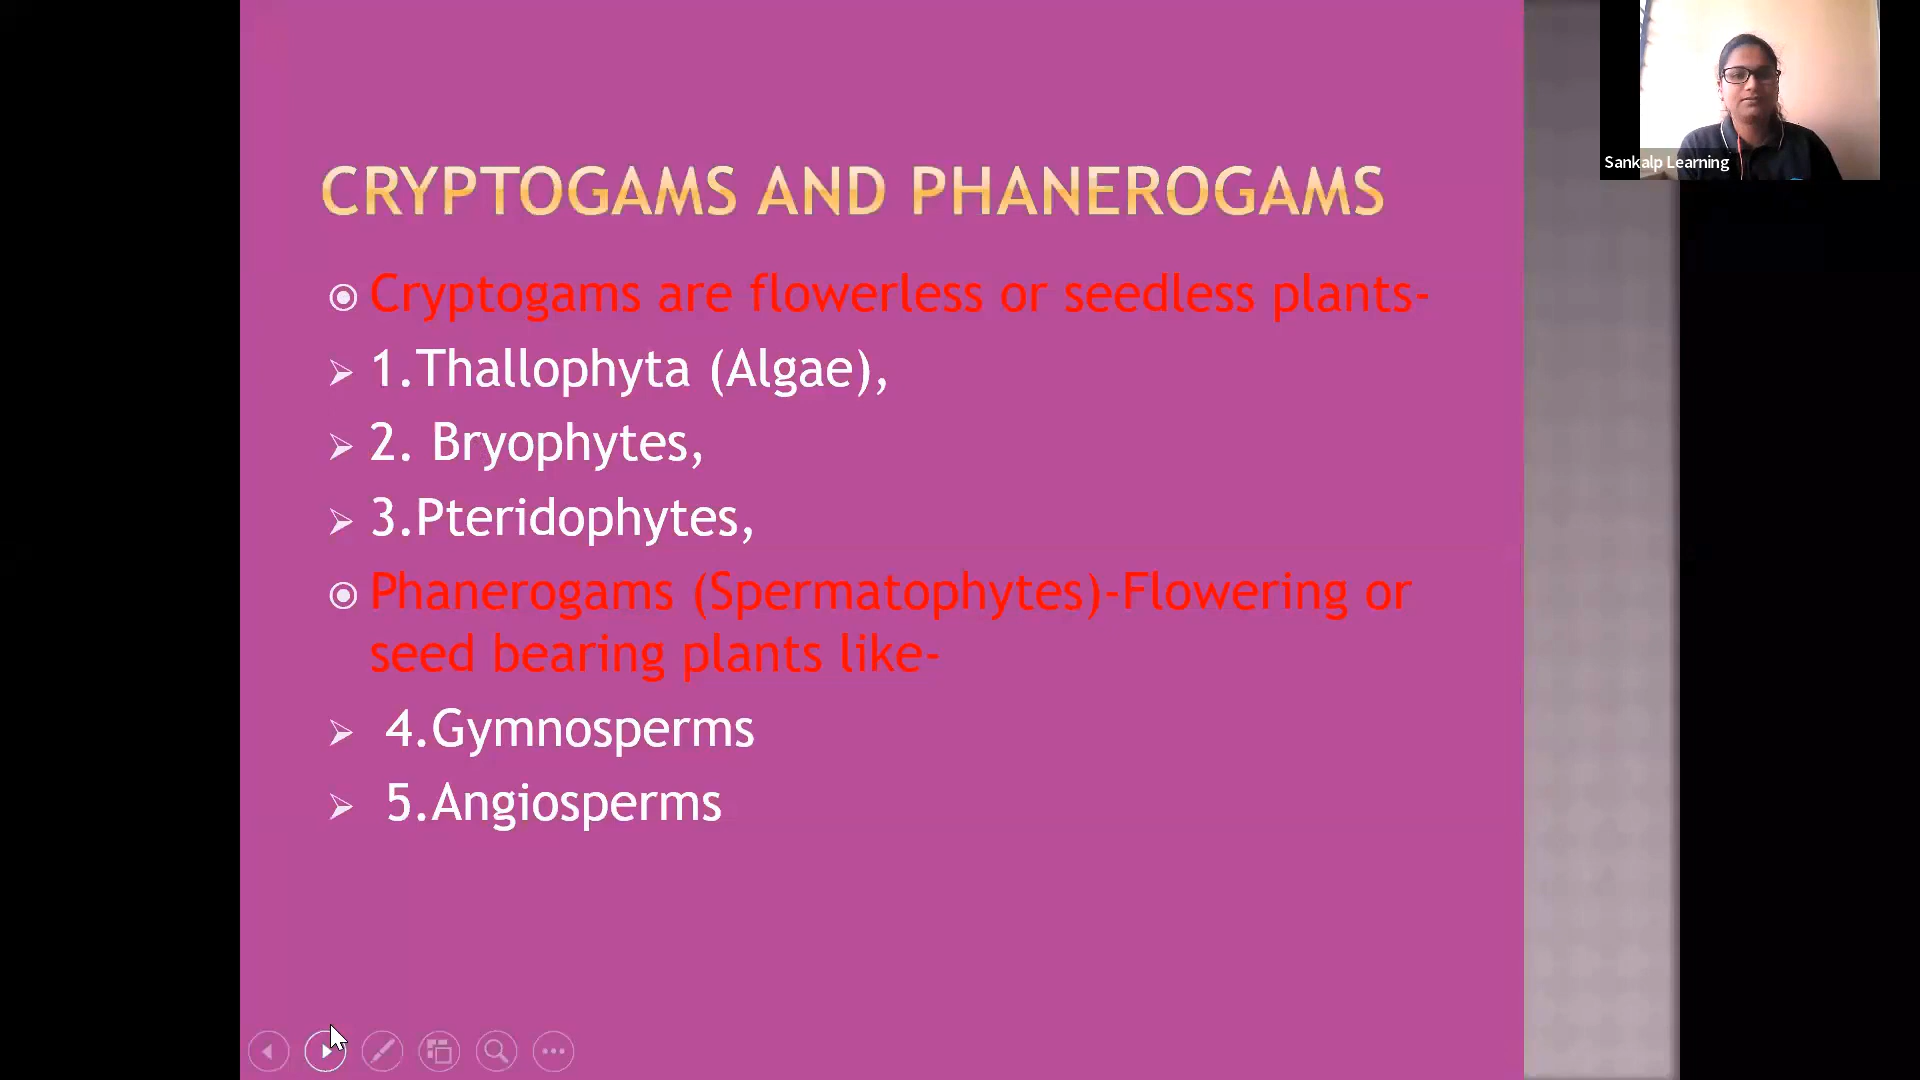 Sankalp Learning
CRYPTOGAMS AND PHANEROGAMS
Cryptogams are flowerless or seedless plants-
1.Thallophyta (Algae),
2. Bryophytes,
3.Pteridophytes,
Phanerogams (Spermatophytes)-Flowering or
seed bearing plants like-
4.Gymnosperms
5.Angiosperms